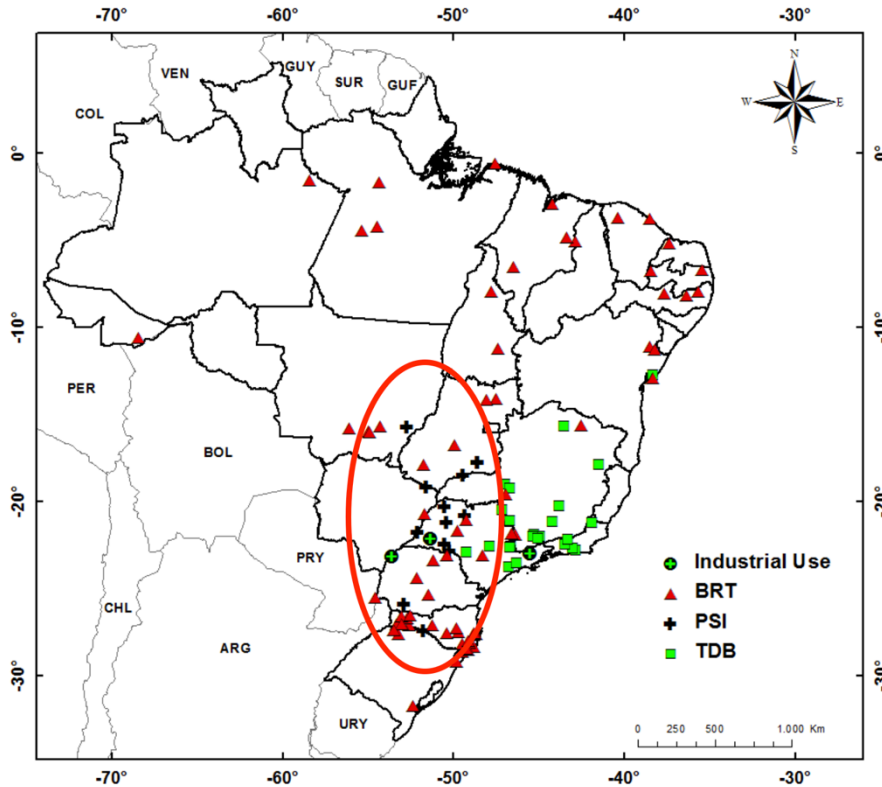 -70° -60° -50° -40° -30°
GUY
VEN
SUR GUF
COL
N
W E
S
0° 0°
-10° -10°
PER
BOL
-20° -20°
PRY
Industrial Use
BRT
CHL
PSI
ARG
TDB
-30° -30°
URY
0 250 500 1.000 Km
-70° -60° -50° -40° -30°